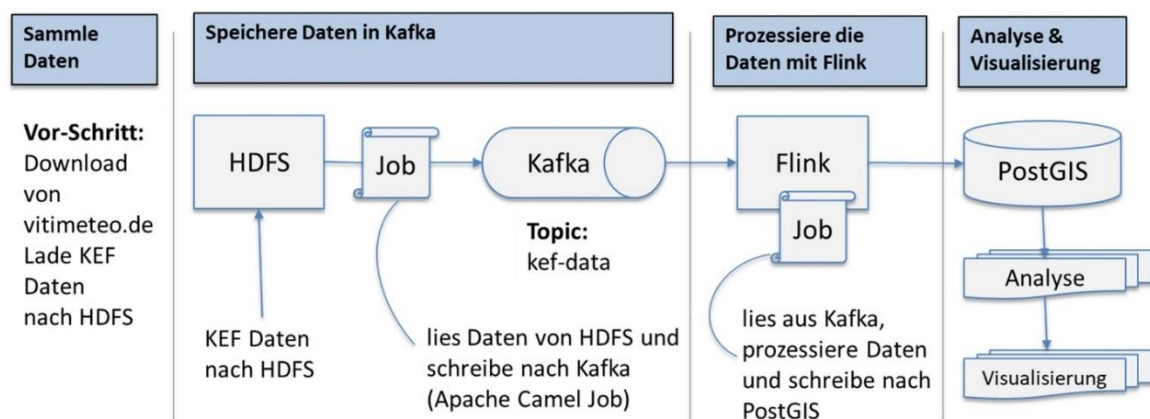 Sammle
Daten
Speichere Daten in Kafka
Prozessiere die
Daten mit Flink
Analyse &
Visualisierung
Vor-Schritt:
Download
von
vitimeteo.de
Lade KEF
Daten
nach HDFS
HDFS
Job
Kafka
Topic:
kef-data
KEF Daten
nach HDFS
lies Daten von HDFS und
schreibe nach Kafka
(Apache Camel Job)
Flink
Job
lies aus Kafka,
prozessiere Daten
und schreibe nach
PostGIS
PostGIS
Analyse
Visualisierung